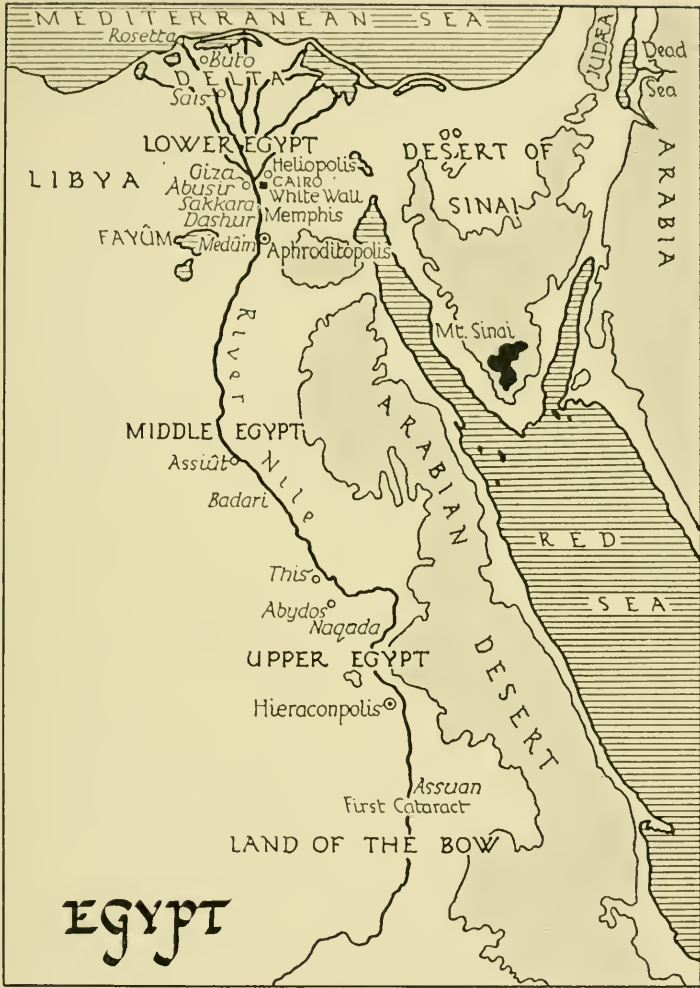 MEDITERRANEAN SEA
Rosetta
Buto
DELTA
Sais
JUDÆA
Dead
Sea
LOWER EGYPT
DESERT OF
SINAI
LIBYA
ARABIA
Giza
Heliopolis
Abusir
CAIRO
Sakkara
White Wall
Dashur
Memphis
FAYÛM
Medûm
Aphroditopolis
River Nile
Mt. Sinai
MIDDLE EGYPT
ARABIAN DESERT
Assiût
Badari
RED
SEA
This
Abydos
Naqada
UPPER EGYPT
Hieraconpolis
Assuan
First Cataract
LAND OF THE BOW
EGYPT